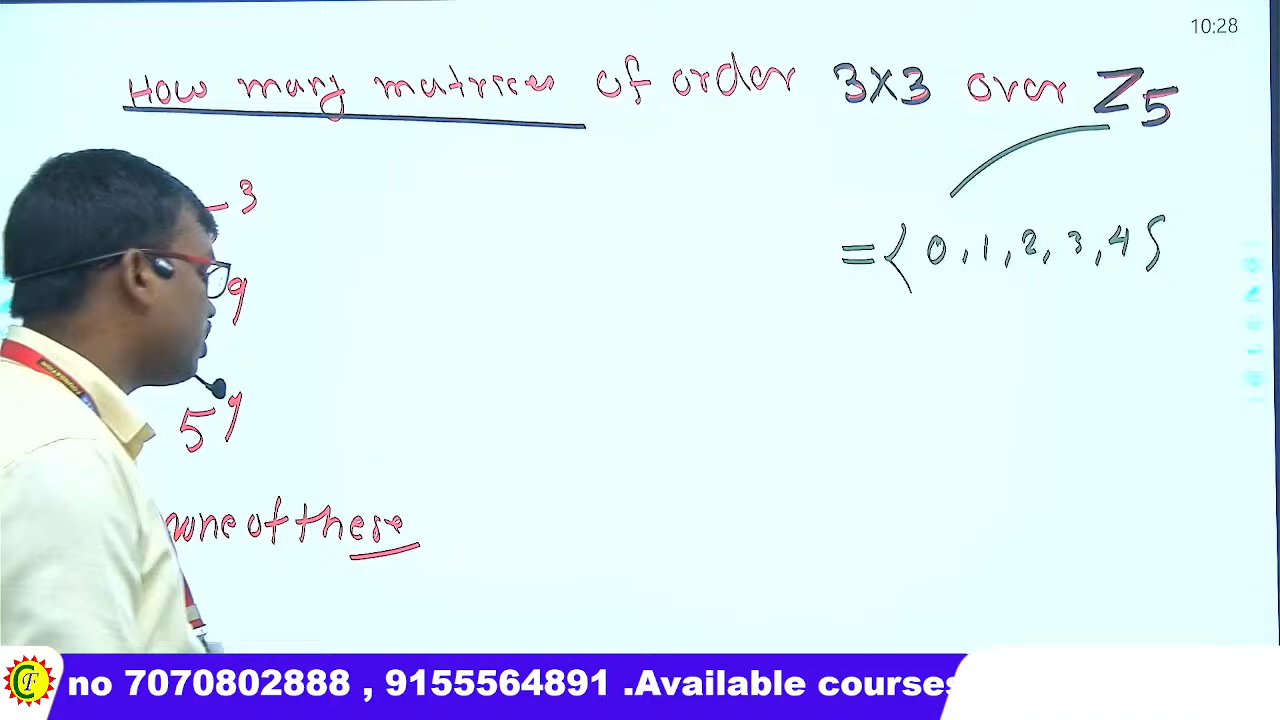 10:28
How many matrices of order 3x3 over Z5
= { 0, 1, 2, 3, 4 }
3
9
5^9
none of these
no 7070802888 , 9155564891 .Available courses